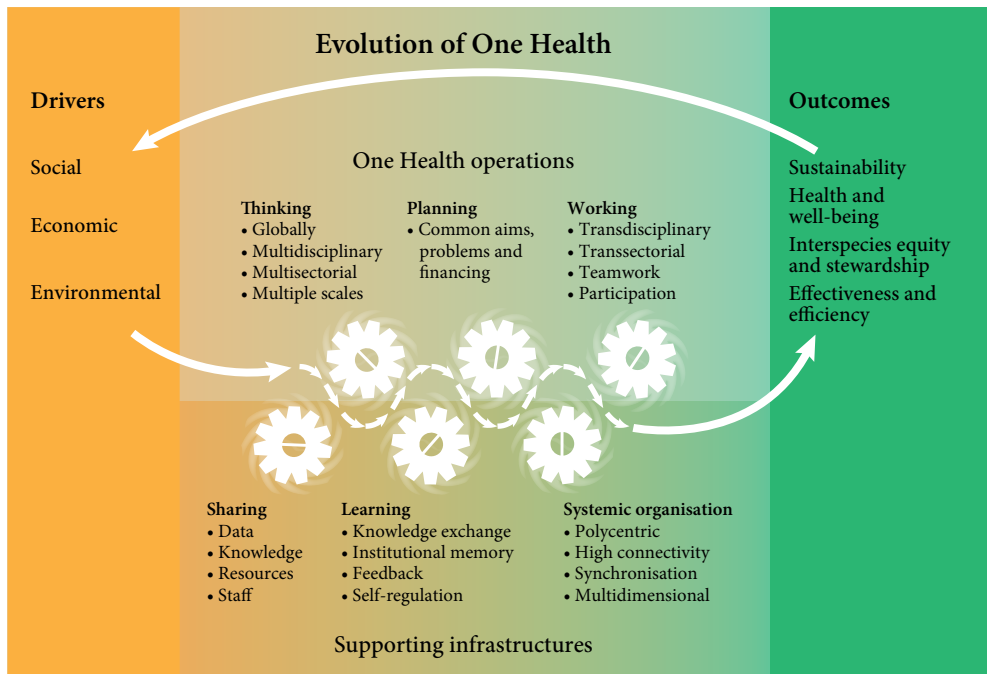 Evolution of One Health
Drivers
Social
Economic
Environmental
One Health operations
Thinking
• Globally
• Multidisciplinary
• Multisectorial
• Multiple scales
Planning
• Common aims,
problems and
financing
Working
• Transdisciplinary
• Transsectorial
• Teamwork
• Participation
Outcomes
Sustainability
Health and
well-being
Interspecies equity
and stewardship
Effectiveness and
efficiency
Sharing
• Data
• Knowledge
• Resources
• Staff
Learning
• Knowledge exchange
• Institutional memory
• Feedback
• Self-regulation
Systemic organisation
• Polycentric
• High connectivity
• Synchronisation
• Multidimensional
Supporting infrastructures